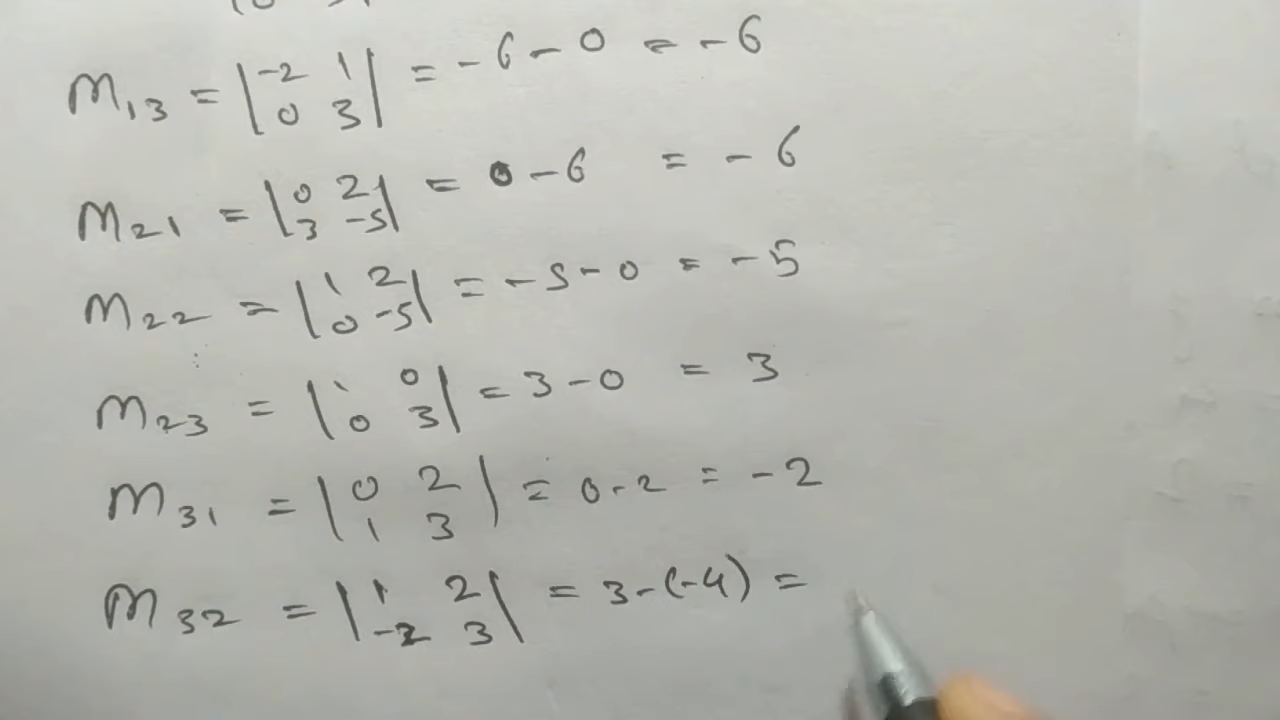 M₁₃ = |-2 1; 0 3| = -6 - 0 = -6
M₂₁ = |0 2; 3 -5| = 0 - 6 = -6
M₂₂ = |1 2; 0 -5| = -5 - 0 = -5
M₂₃ = |1 0; 0 3| = 3 - 0 = 3
M₃₁ = |0 2; 1 3| = 0 - 2 = -2
M₃₂ = |1 2; -2 3| = 3 - (-4) =